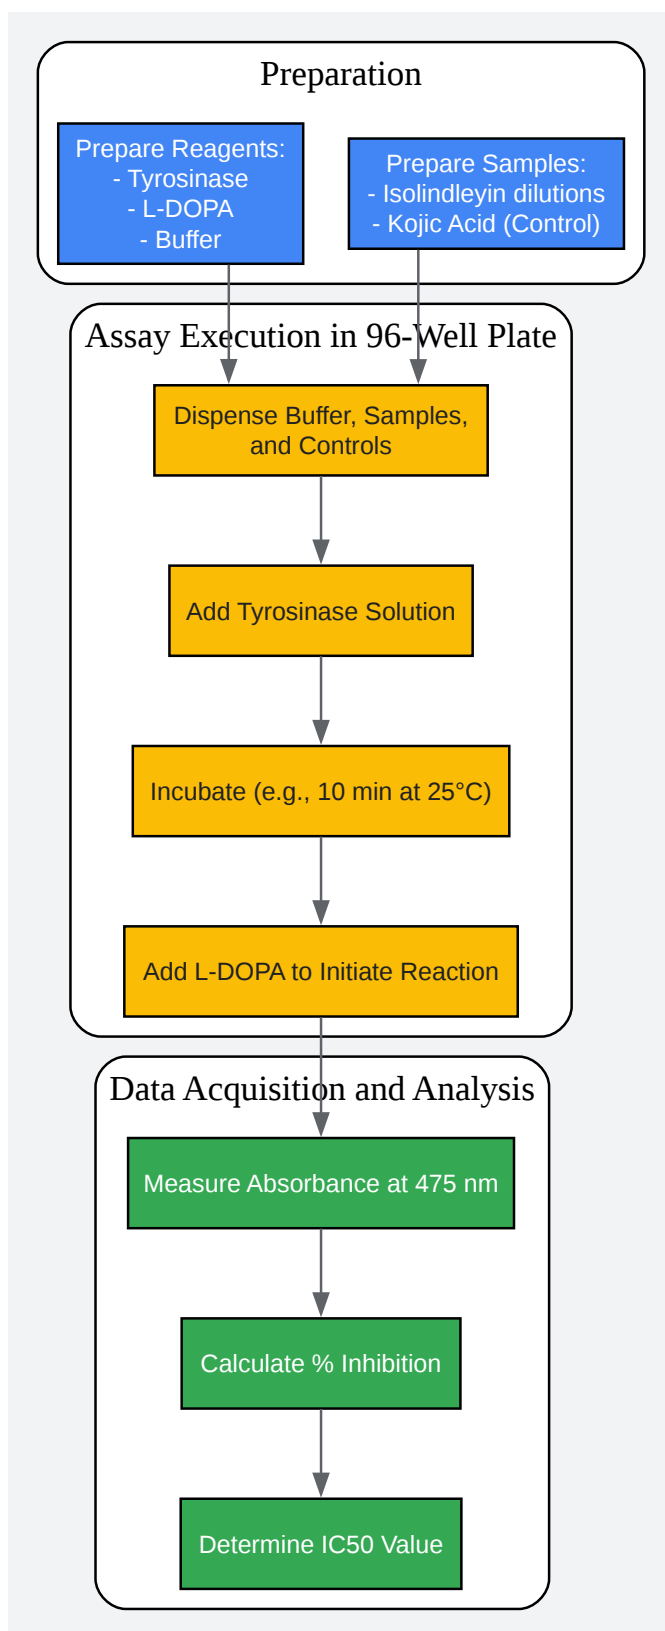 Preparation
Prepare Reagents:
- Tyrosinase
- L-DOPA
- Buffer
Prepare Samples:
- Isolindleyin dilutions
- Kojic Acid (Control)
Assay Execution in 96-Well Plate
Dispense Buffer, Samples,
and Controls
Add Tyrosinase Solution
Incubate (e.g., 10 min at 25°C)
Add L-DOPA to Initiate Reaction
Data Acquisition and Analysis
Measure Absorbance at 475 nm
Calculate % Inhibition
Determine IC50 Value